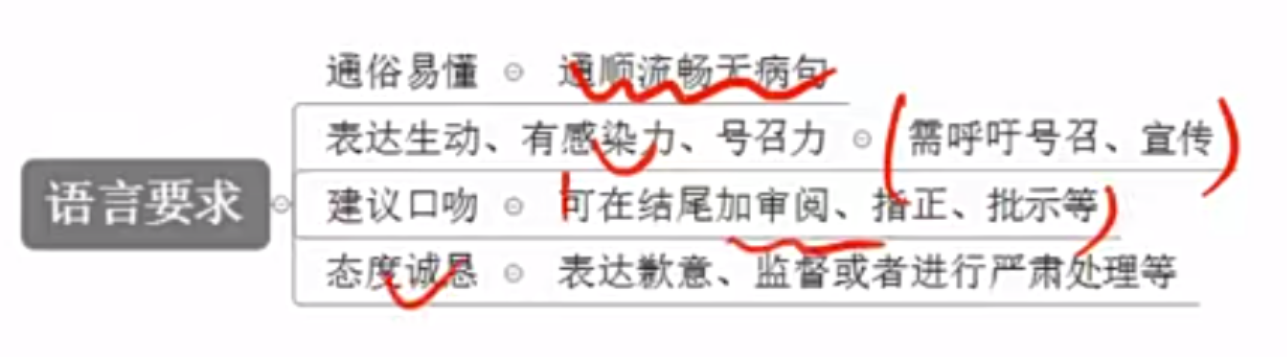 语言要求
通俗易懂 通顺流畅无病句
表达生动、有感染力、号召力 需呼吁号召、宣传
建议口吻 可在结尾加审阅、指正、批示等
态度诚恳 表达歉意、监督或者进行严肃处理等